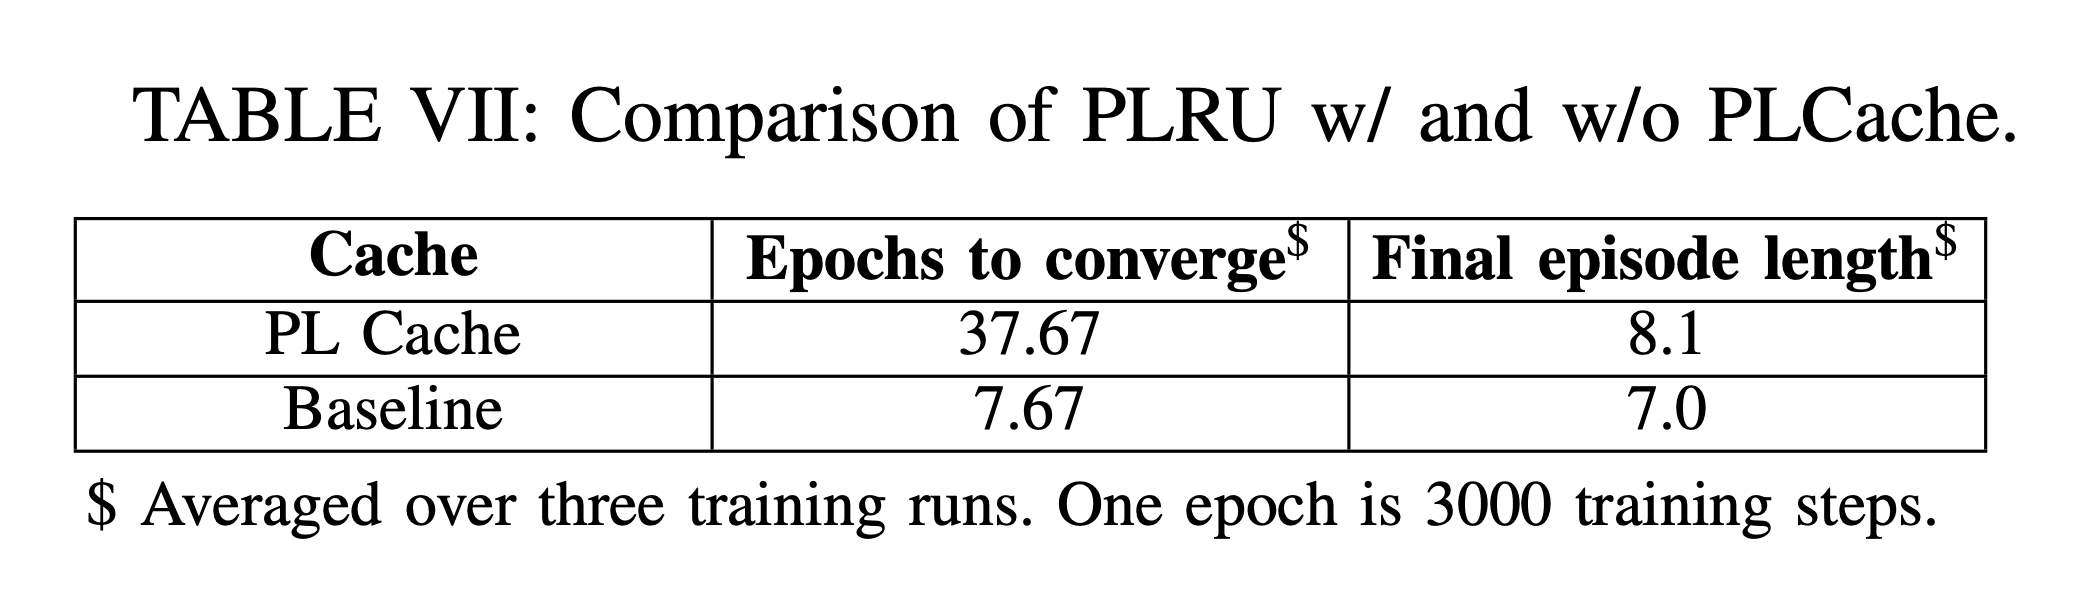 TABLE VII: Comparison of PLRU w/ and w/o PLCache.
Cache Epochs to converge$ Final episode length$
PL Cache 37.67 8.1
Baseline 7.67 7.0
$ Averaged over three training runs. One epoch is 3000 training steps.